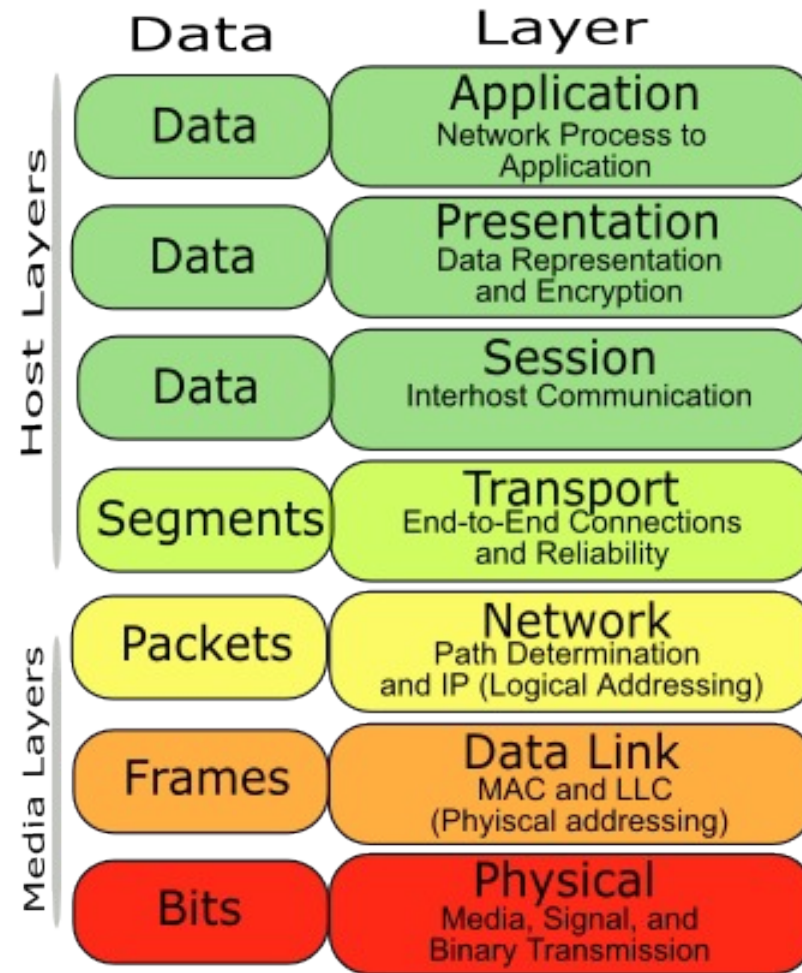 Data
Layer
Host Layers
Data
Application
Network Process to
Application
Data
Presentation
Data Representation
and Encryption
Data
Session
Interhost Communication
Segments
Transport
End-to-End Connections
and Reliability
Media Layers
Packets
Network
Path Determination
and IP (Logical Addressing)
Frames
Data Link
MAC and LLC
(Phyiscal addressing)
Bits
Physical
Media, Signal, and
Binary Transmission